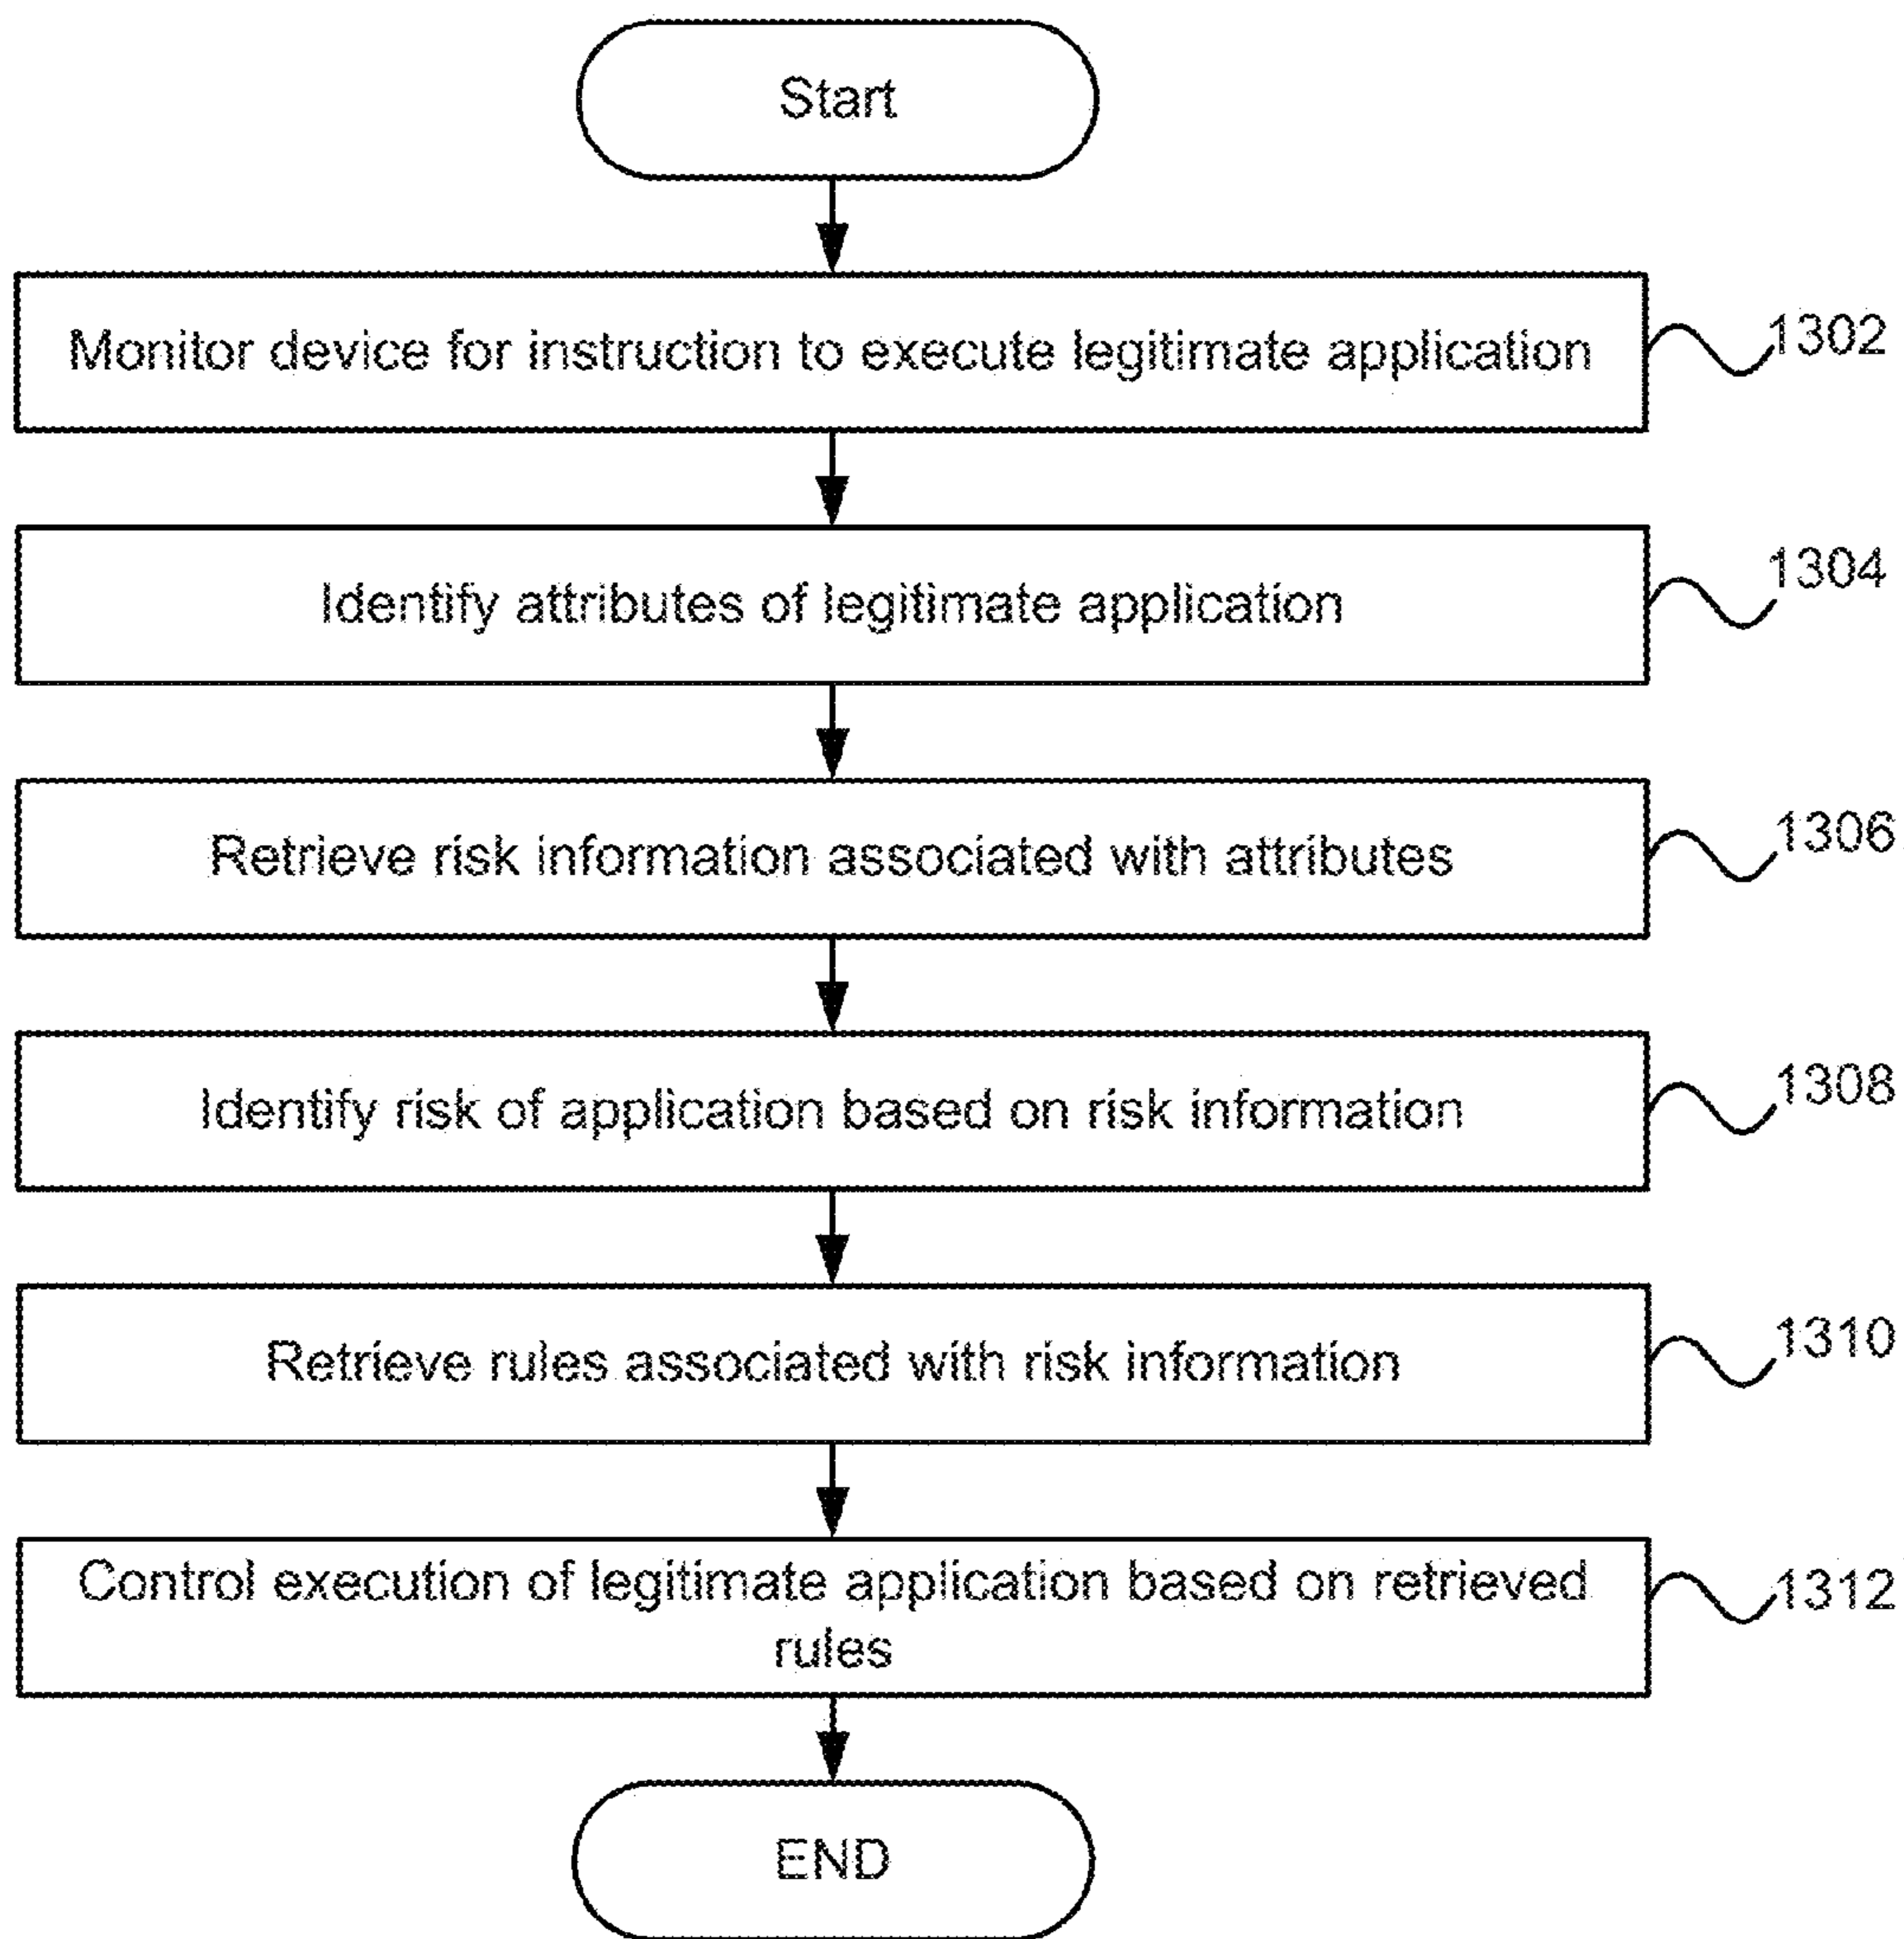 Start
Monitor device for instruction to execute legitimate application
1302
Identify attributes of legitimate application
1304
Retrieve risk information associated with attributes
1306
Identify risk of application based on risk information
1308
Retrieve rules associated with risk information
1310
Control execution of legitimate application based on retrieved
rules
1312
END